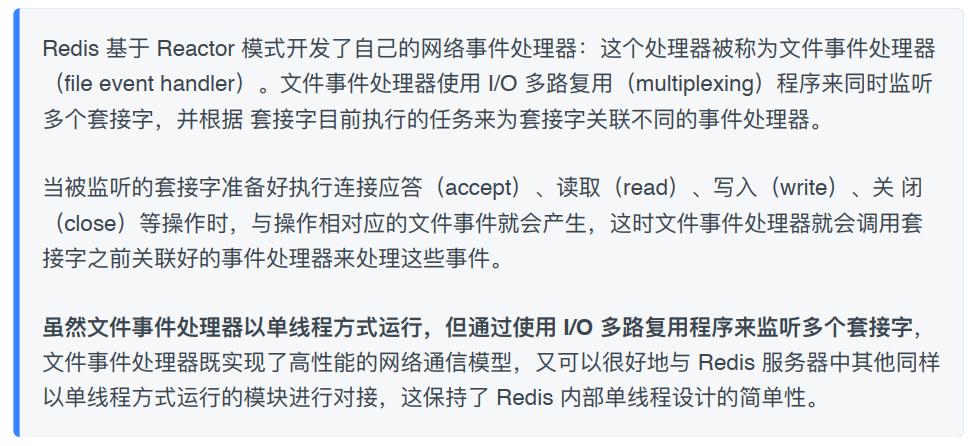 Redis 基于 Reactor 模式开发了自己的网络事件处理器：这个处理器被称为文件事件处理器
（file event handler）。文件事件处理器使用 I/O 多路复用（multiplexing）程序来同时监听
多个套接字，并根据 套接字目前执行的任务来为套接字关联不同的事件处理器。
当被监听的套接字准备好执行连接应答（accept）、读取（read）、写入（write）、关 闭
（close）等操作时，与操作相对应的文件事件就会产生，这时文件事件处理器就会调用套
接字之前关联好的事件处理器来处理这些事件。
虽然文件事件处理器以单线程方式运行，但通过使用 I/O 多路复用程序来监听多个套接字，
文件事件处理器既实现了高性能的网络通信模型，又可以很好地与 Redis 服务器中其他同样
以单线程方式运行的模块进行对接，这保持了 Redis 内部单线程设计的简单性。